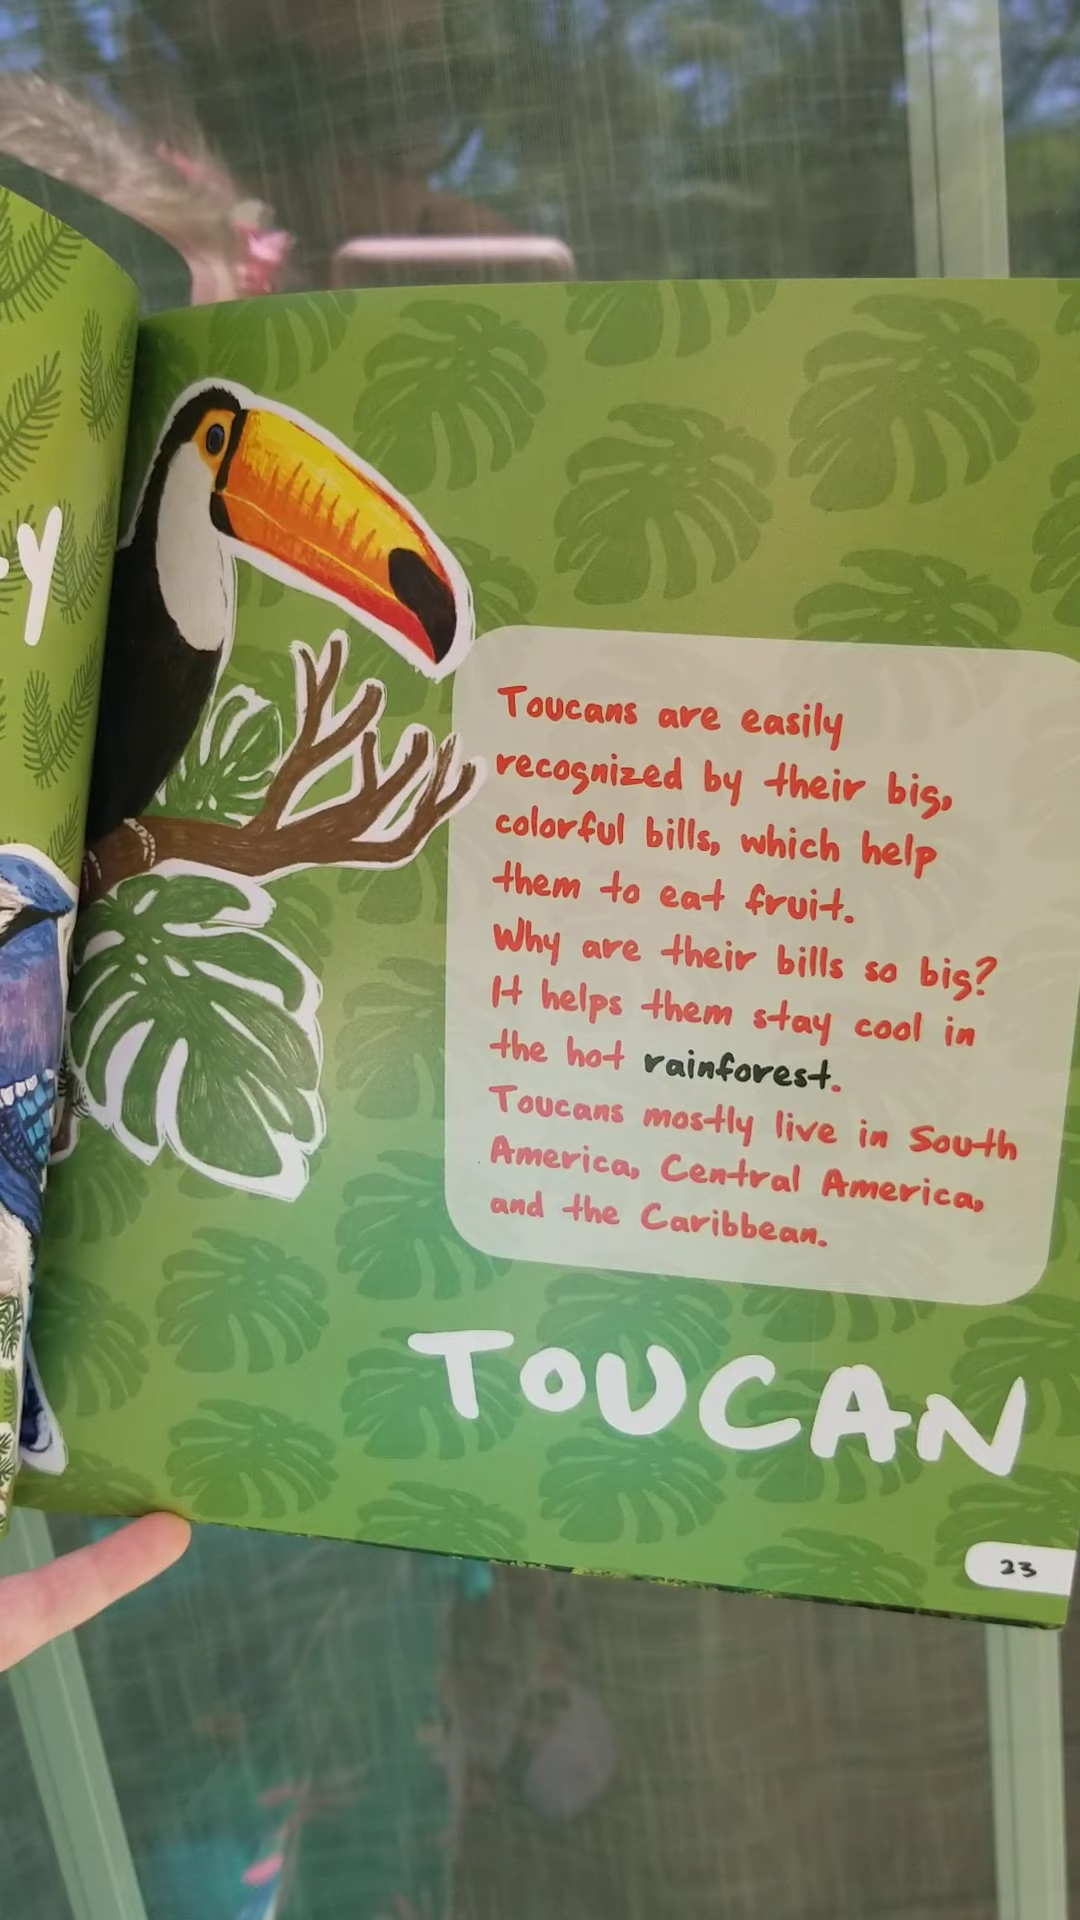 Toucans are easily
recognized by their big,
colorful bills, which help
them to eat fruit.
Why are their bills so big?
It helps them stay cool in
the hot rainforest.
Toucans mostly live in South
America, Central America,
and the Caribbean.
TOUCAN
23